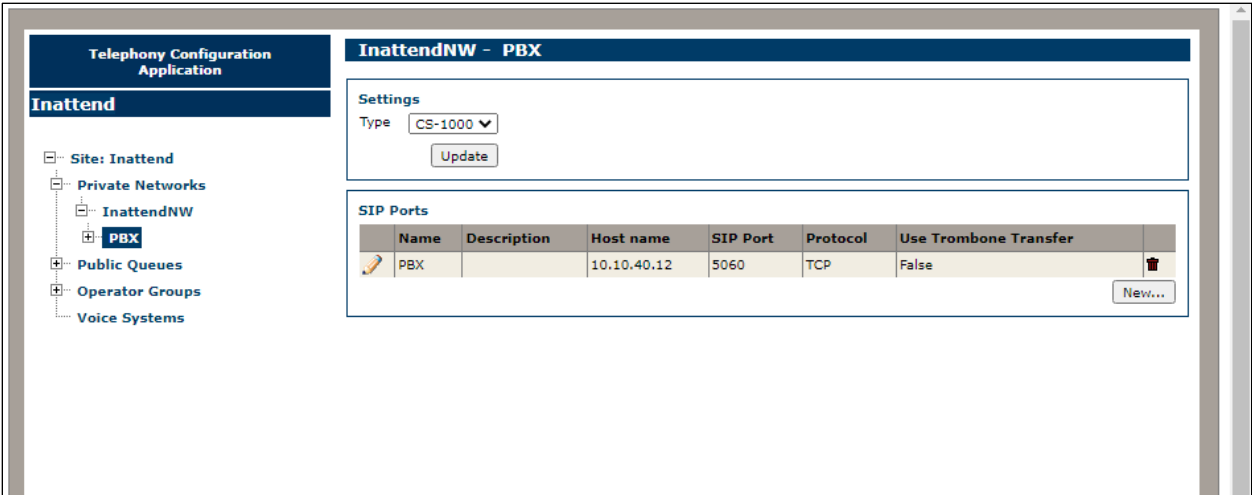 Telephony Configuration
Application
Inattend
Site: Inattend
Private Networks
InattendNW
PBX
Public Queues
Operator Groups
Voice Systems
InattendNW - PBX
Settings
Type CS-1000
Update
SIP Ports
Name Description Host name SIP Port Protocol Use Trombone Transfer
PBX 10.10.40.12 5060 TCP False
New...